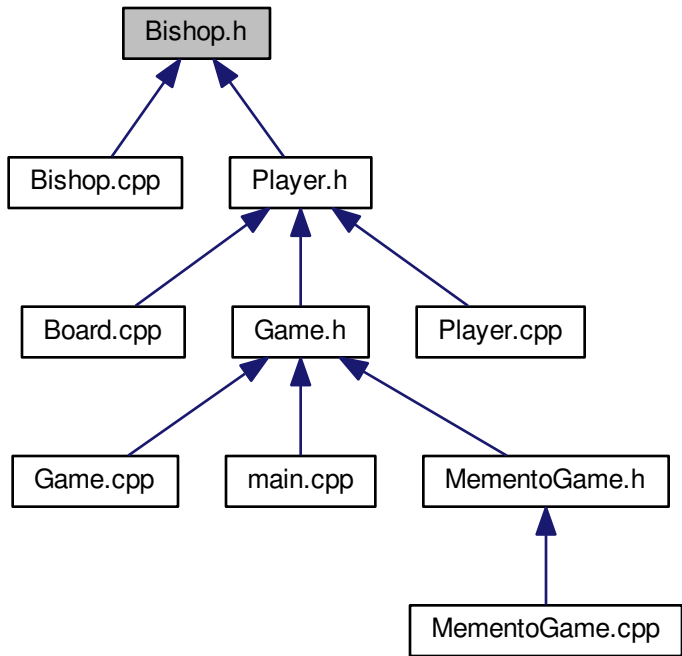 Bishop.h
Bishop.cpp
Player.h
Board.cpp
Game.h
Player.cpp
Game.cpp
main.cpp
MementoGame.h
MementoGame.cpp